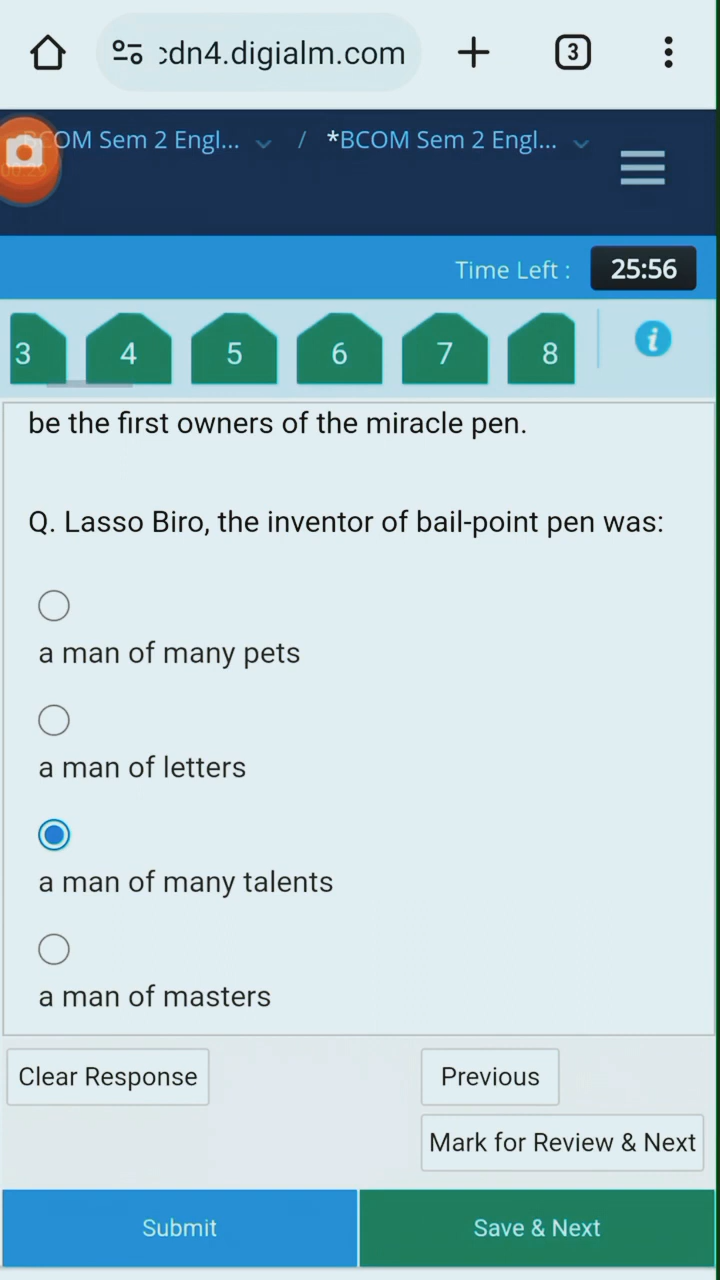 cdn4.digialm.com
3
COM Sem 2 Engl... / *BCOM Sem 2 Engl...
Time Left : 25:56
3 4 5 6 7 8
be the first owners of the miracle pen.
Q. Lasso Biro, the inventor of bail-point pen was:
a man of many pets
a man of letters
a man of many talents
a man of masters
Clear Response
Previous
Mark for Review & Next
Submit
Save & Next